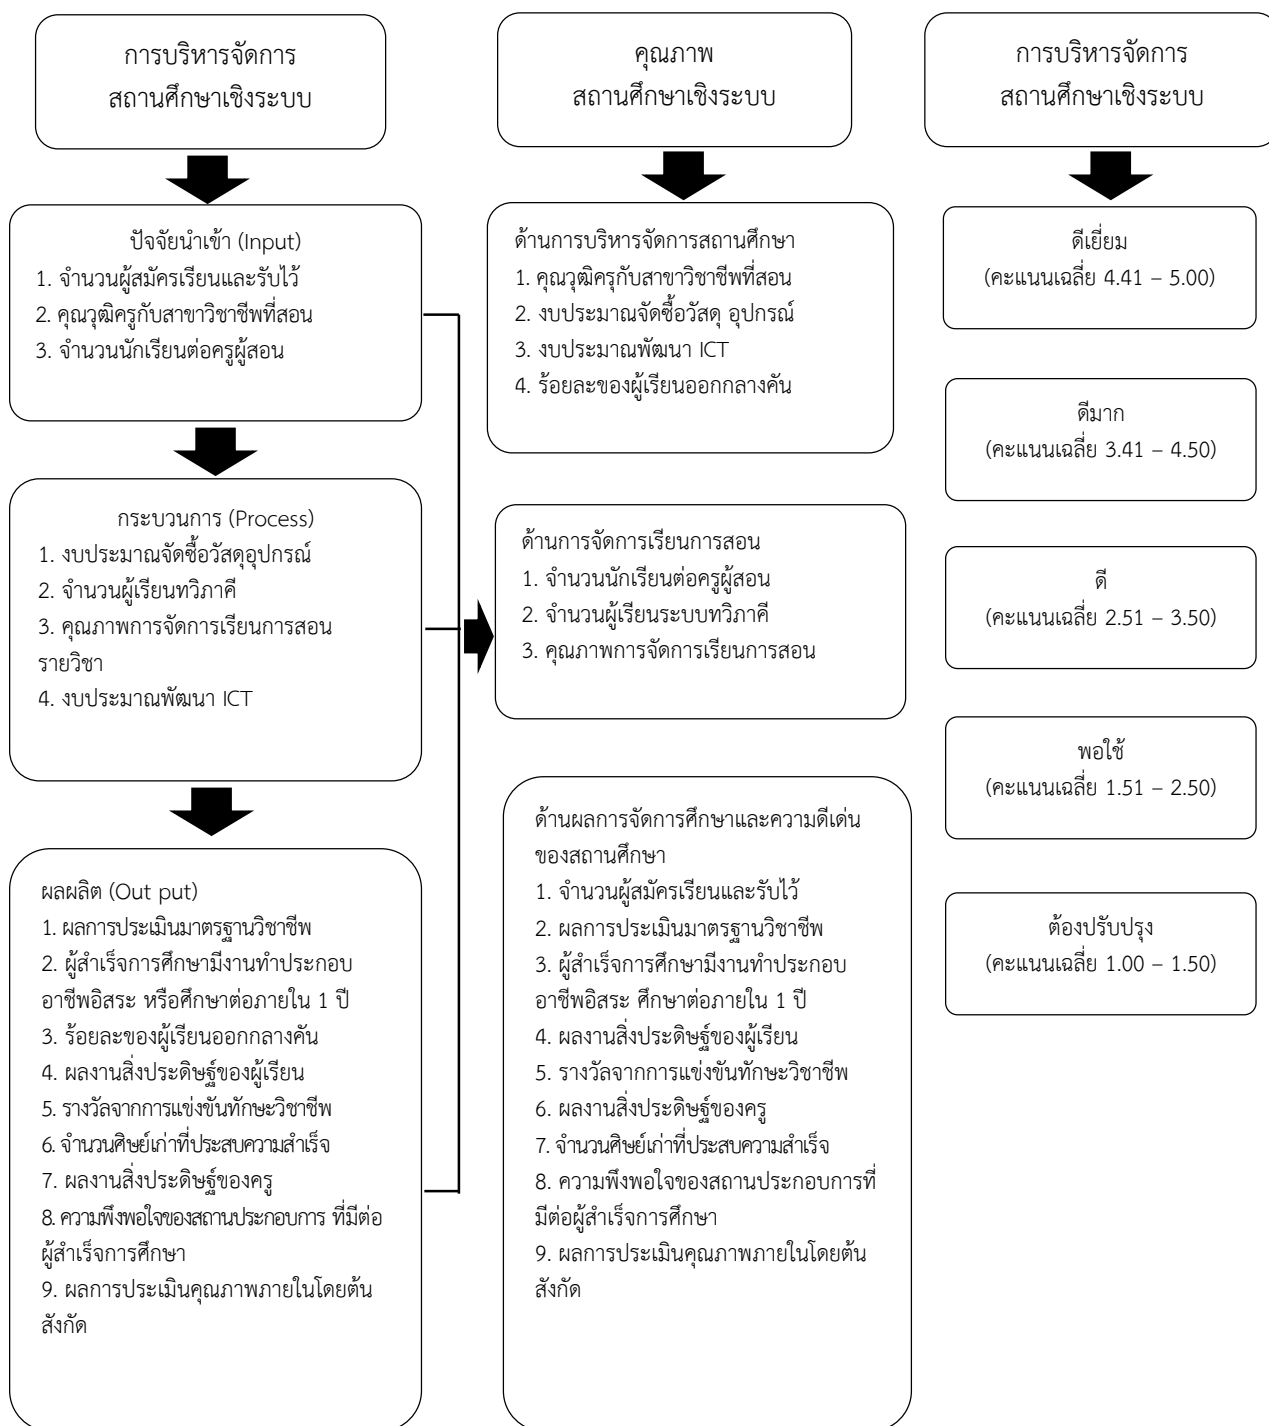 การบริหารจัดการ
สถานศึกษาเชิงระบบ
ปัจจัยนำเข้า (Input)
1. จำนวนผู้สมัครเรียนและรับไว้
2. คุณวุฒิครูกับสาขาวิชาชีพที่สอน
3. จำนวนนักเรียนต่อครูผู้สอน
กระบวนการ (Process)
1. งบประมาณจัดซื้อวัสดุอุปกรณ์
2. จำนวนผู้เรียนทวิภาคี
3. คุณภาพการจัดการเรียนการสอน
รายวิชา
4. งบประมาณพัฒนา ICT
ผลผลิต (Out put)
1. ผลการประเมินมาตรฐานวิชาชีพ
2. ผู้สำเร็จการศึกษามีงานทำประกอบ
อาชีพอิสระ หรือศึกษาต่อภายใน 1 ปี
3. ร้อยละของผู้เรียนออกกลางคัน
4. ผลงานสิ่งประดิษฐ์ของผู้เรียน
5. รางวัลจากการแข่งขันทักษะวิชาชีพ
6. จำนวนศิษย์เก่าที่ประสบความสำเร็จ
7. ผลงานสิ่งประดิษฐ์ของครู
8. ความพึงพอใจของสถานประกอบการ ที่มีต่อ
ผู้สำเร็จการศึกษา
9. ผลการประเมินคุณภาพภายในโดยต้น
สังกัด
คุณภาพ
สถานศึกษาเชิงระบบ
ด้านการบริหารจัดการสถานศึกษา
1. คุณวุฒิครุกับสาขาวิชาชีพที่สอน
2. งบประมาณจัดซื้อวัสดุ อุปกรณ์
3. งบประมาณพัฒนา ICT
4. ร้อยละของผู้เรียนออกกลางคัน
ด้านการจัดการเรียนการสอน
1. จำนวนนักเรียนต่อครูผู้สอน
2. จำนวนผู้เรียนระบบทวิภาคี
3. คุณภาพการจัดการเรียนการสอน
ด้านผลการจัดการศึกษาและความดีเด่น
ของสถานศึกษา
1. จำนวนผู้สมัครเรียนและรับไว้
2. ผลการประเมินมาตรฐานวิชาชีพ
3. ผู้สำเร็จการศึกษามีงานทำประกอบ
อาชีพอิสระ ศึกษาต่อภายใน 1 ปี
4. ผลงานสิ่งประดิษฐ์ของผู้เรียน
5. รางวัลจากการแข่งขันทักษะวิชาชีพ
6. ผลงานสิ่งประดิษฐ์ของครู
7. จำนวนศิษย์เก่าที่ประสบความสำเร็จ
8. ความพึงพอใจของสถานประกอบการที่
มีต่อผู้สำเร็จการศึกษา
9. ผลการประเมินคุณภาพภายในโดยต้น
สังกัด
การบริหารจัดการ
สถานศึกษาเชิงระบบ
ดีเยี่ยม
(คะแนนเฉลี่ย 4.41 – 5.00)
ดีมาก
(คะแนนเฉลี่ย 3.41 – 4.50)
ดี
(คะแนนเฉลี่ย 2.51 – 3.50)
พอใช้
(คะแนนเฉลี่ย 1.51 – 2.50)
ต้องปรับปรุง
(คะแนนเฉลี่ย 1.00 – 1.50)